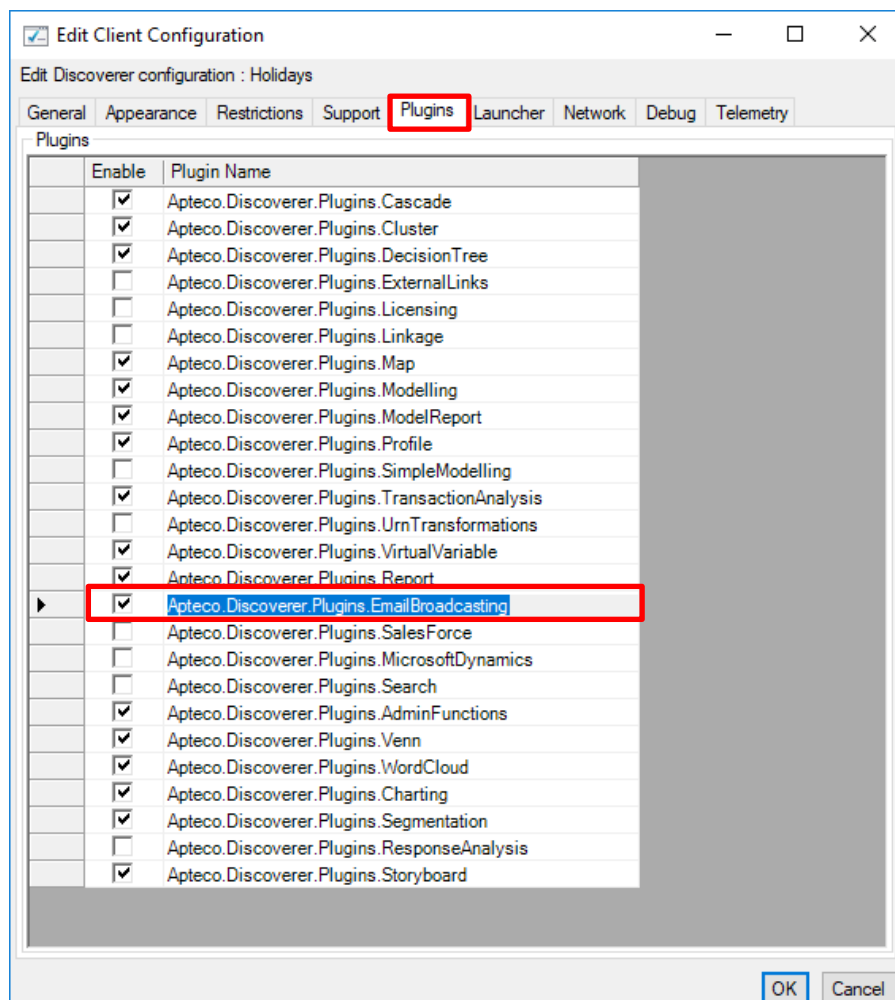 Edit Client Configuration
Edit Discoverer configuration : Holidays
General Appearance Restrictions Support Plugins Launcher Network Debug Telemetry
Plugins
Enable Plugin Name
Apteco.Discoverer.Plugins.Cascade
Apteco.Discoverer.Plugins.Cluster
Apteco.Discoverer.Plugins.DecisionTree
Apteco.Discoverer.Plugins.ExternalLinks
Apteco.Discoverer.Plugins.Licensing
Apteco.Discoverer.Plugins.Linkage
Apteco.Discoverer.Plugins.Map
Apteco.Discoverer.Plugins.Modelling
Apteco.Discoverer.Plugins.ModelReport
Apteco.Discoverer.Plugins.Profile
Apteco.Discoverer.Plugins.SimpleModelling
Apteco.Discoverer.Plugins.TransactionAnalysis
Apteco.Discoverer.Plugins.UrnTransformations
Apteco.Discoverer.Plugins.VirtualVariable
Apteco.Discoverer.Plugins.Report
Apteco.Discoverer.Plugins.EmailBroadcasting
Apteco.Discoverer.Plugins.SalesForce
Apteco.Discoverer.Plugins.MicrosoftDynamics
Apteco.Discoverer.Plugins.Search
Apteco.Discoverer.Plugins.AdminFunctions
Apteco.Discoverer.Plugins.Venn
Apteco.Discoverer.Plugins.WordCloud
Apteco.Discoverer.Plugins.Charting
Apteco.Discoverer.Plugins.Segmentation
Apteco.Discoverer.Plugins.ResponseAnalysis
Apteco.Discoverer.Plugins.Storyboard
OK Cancel